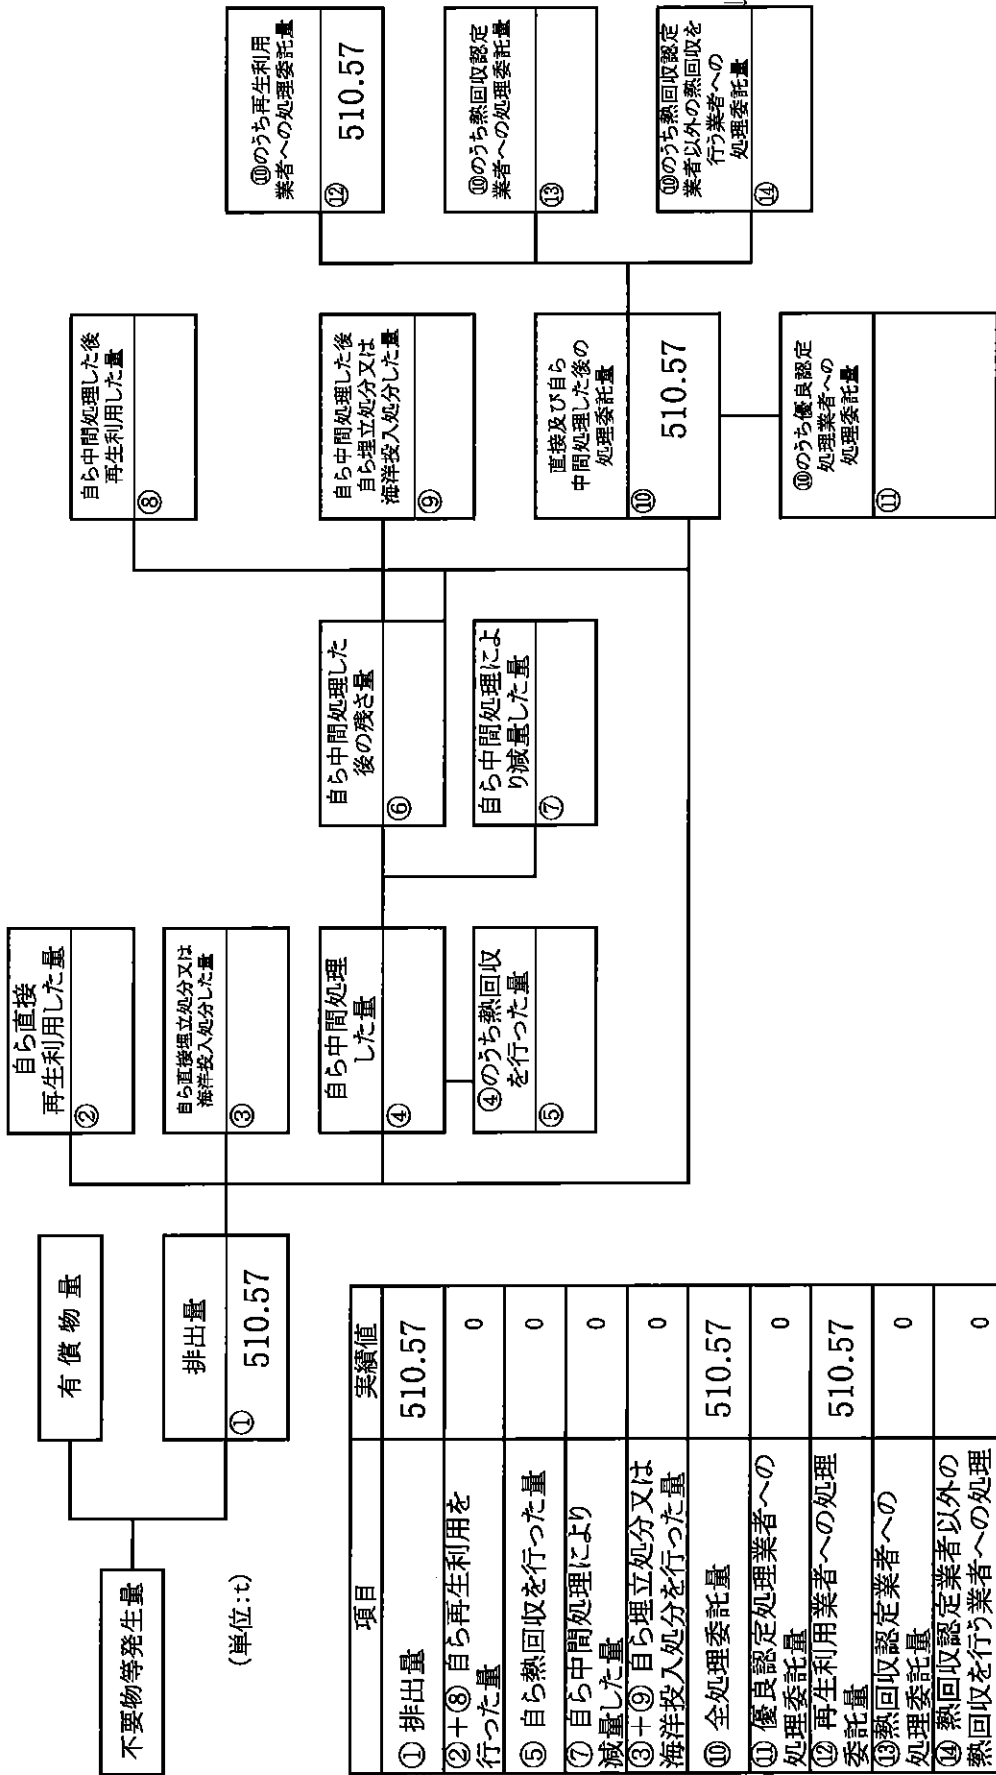 不要物等発生量
有償物量
排出量
①
510.57
(単位:t)
自ら直接
再生利用した量
②
自ら直接埋立処分又は
海洋投入処分した量
③
自ら中間処理
した量
④
④のうち熱回収
を行った量
⑤
自ら中間処理した
後の残さ量
⑥
自ら中間処理によ
り減量した量
⑦
自ら中間処理した後
再生利用した量
⑧
自ら中間処理した後
自ら埋立処分又は
海洋投入処分した量
⑨
直接及び自ら
中間処理した後の
処理委託量
⑩
510.57
⑩のうち優良認定
処理業者への
処理委託量
⑪
⑩のうち再生利用
業者への処理委託量
⑫
510.57
⑩のうち熱回収認定
業者への処理委託量
⑬
⑩のうち熱回収認定
業者以外の熱回収を
行う業者への
処理委託量
⑭
項目 実績値
①排出量 510.57
②+⑧ 自ら再生利用を
行った量 0
⑤ 自ら熱回収を行った量 0
⑦ 自ら中間処理により
減量した量 0
③+⑨ 自ら埋立処分又は
海洋投入処分を行った量 0
⑩ 全処理委託量 510.57
⑪ 優良認定処理業者への
処理委託量 0
⑫ 再生利用業者への処理
委託量 510.57
⑬熱回収認定業者への
処理委託量 0
⑭ 熱回収認定業者以外の
熱回収を行う業者への処理 0